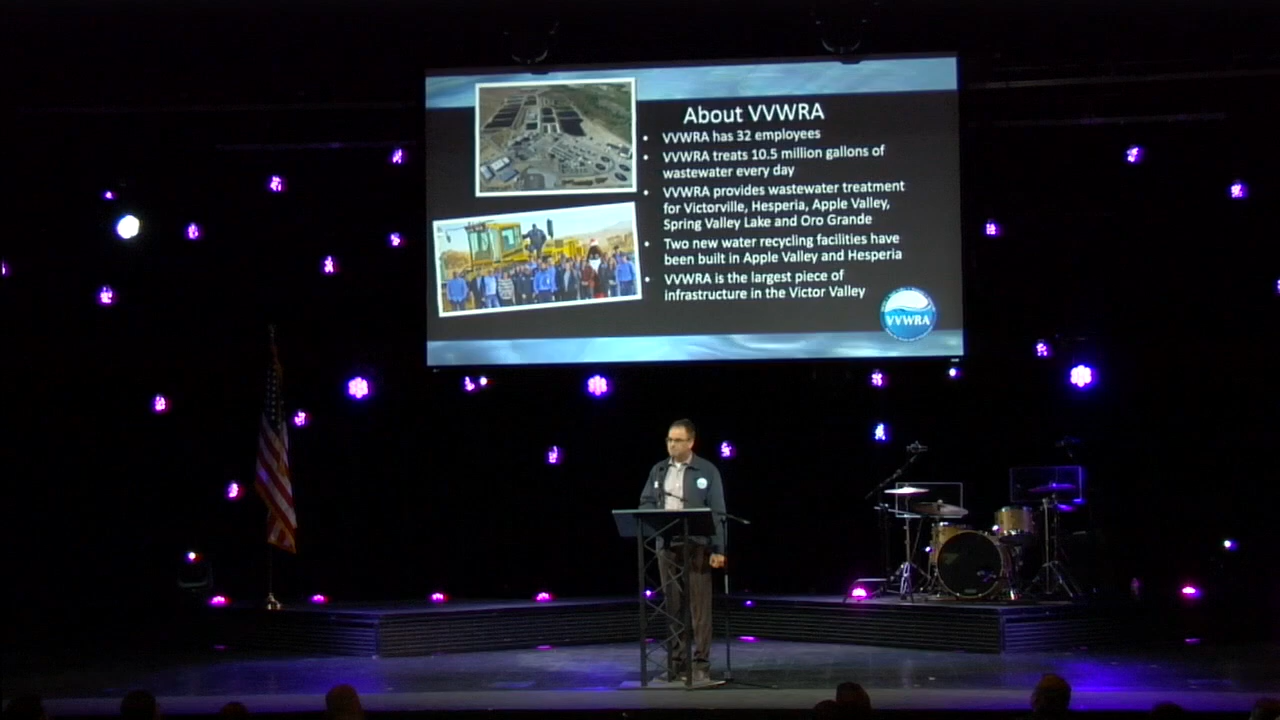 About VVWRA
• VVWRA has 32 employees
• VVWRA treats 10.5 million gallons of
wastewater every day
• VVWRA provides wastewater treatment
for Victorville, Hesperia, Apple Valley,
Spring Valley Lake and Oro Grande
• Two new water recycling facilities have
been built in Apple Valley and Hesperia
• VVWRA is the largest piece of
infrastructure in the Victor Valley
VVWRA